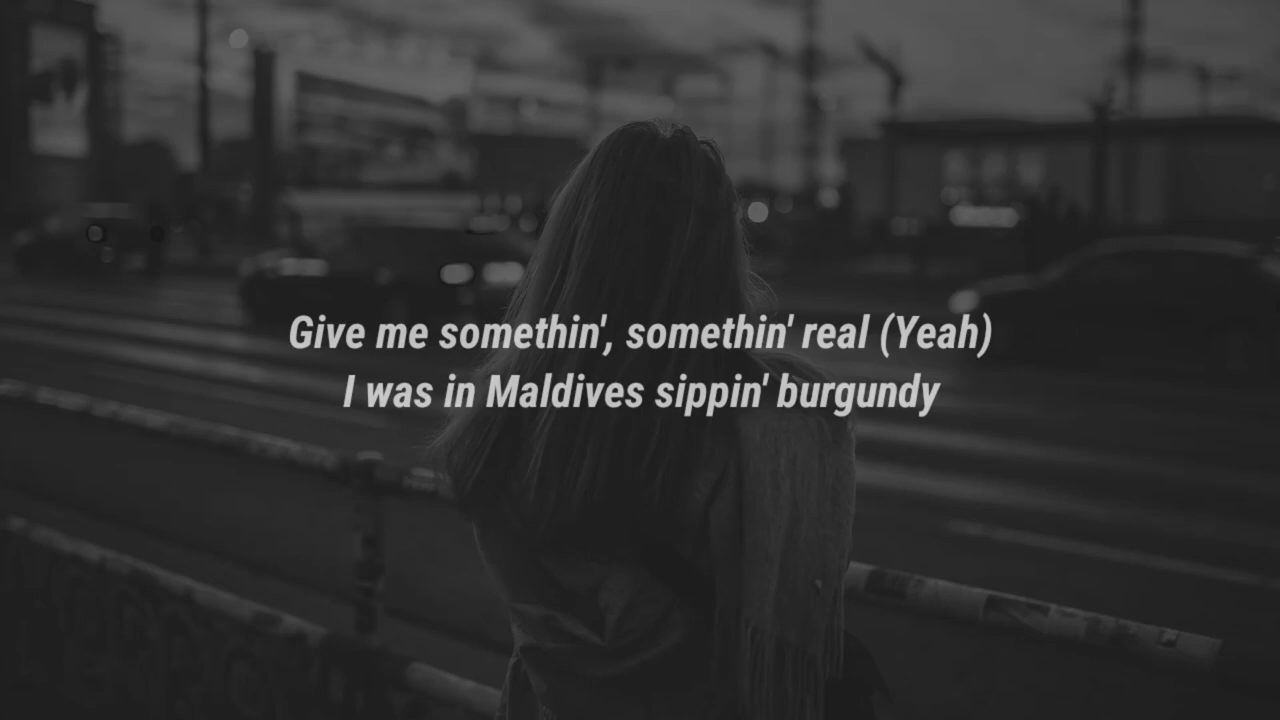 Give me somethin', somethin' real (Yeah)
I was in Maldives sippin' burgundy